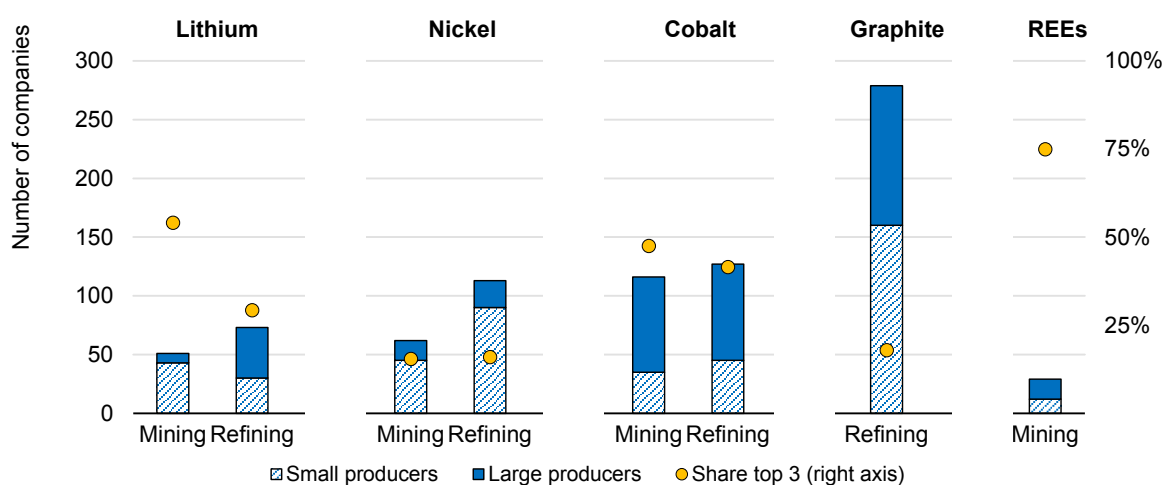 Lithium Nickel Cobalt Graphite REEs
Number of companies
300 100%
250
75%
200
150 50%
100
25%
50
0
Mining Refining Mining Refining Mining Refining Refining Mining
Small producers Large producers Share top 3 (right axis)